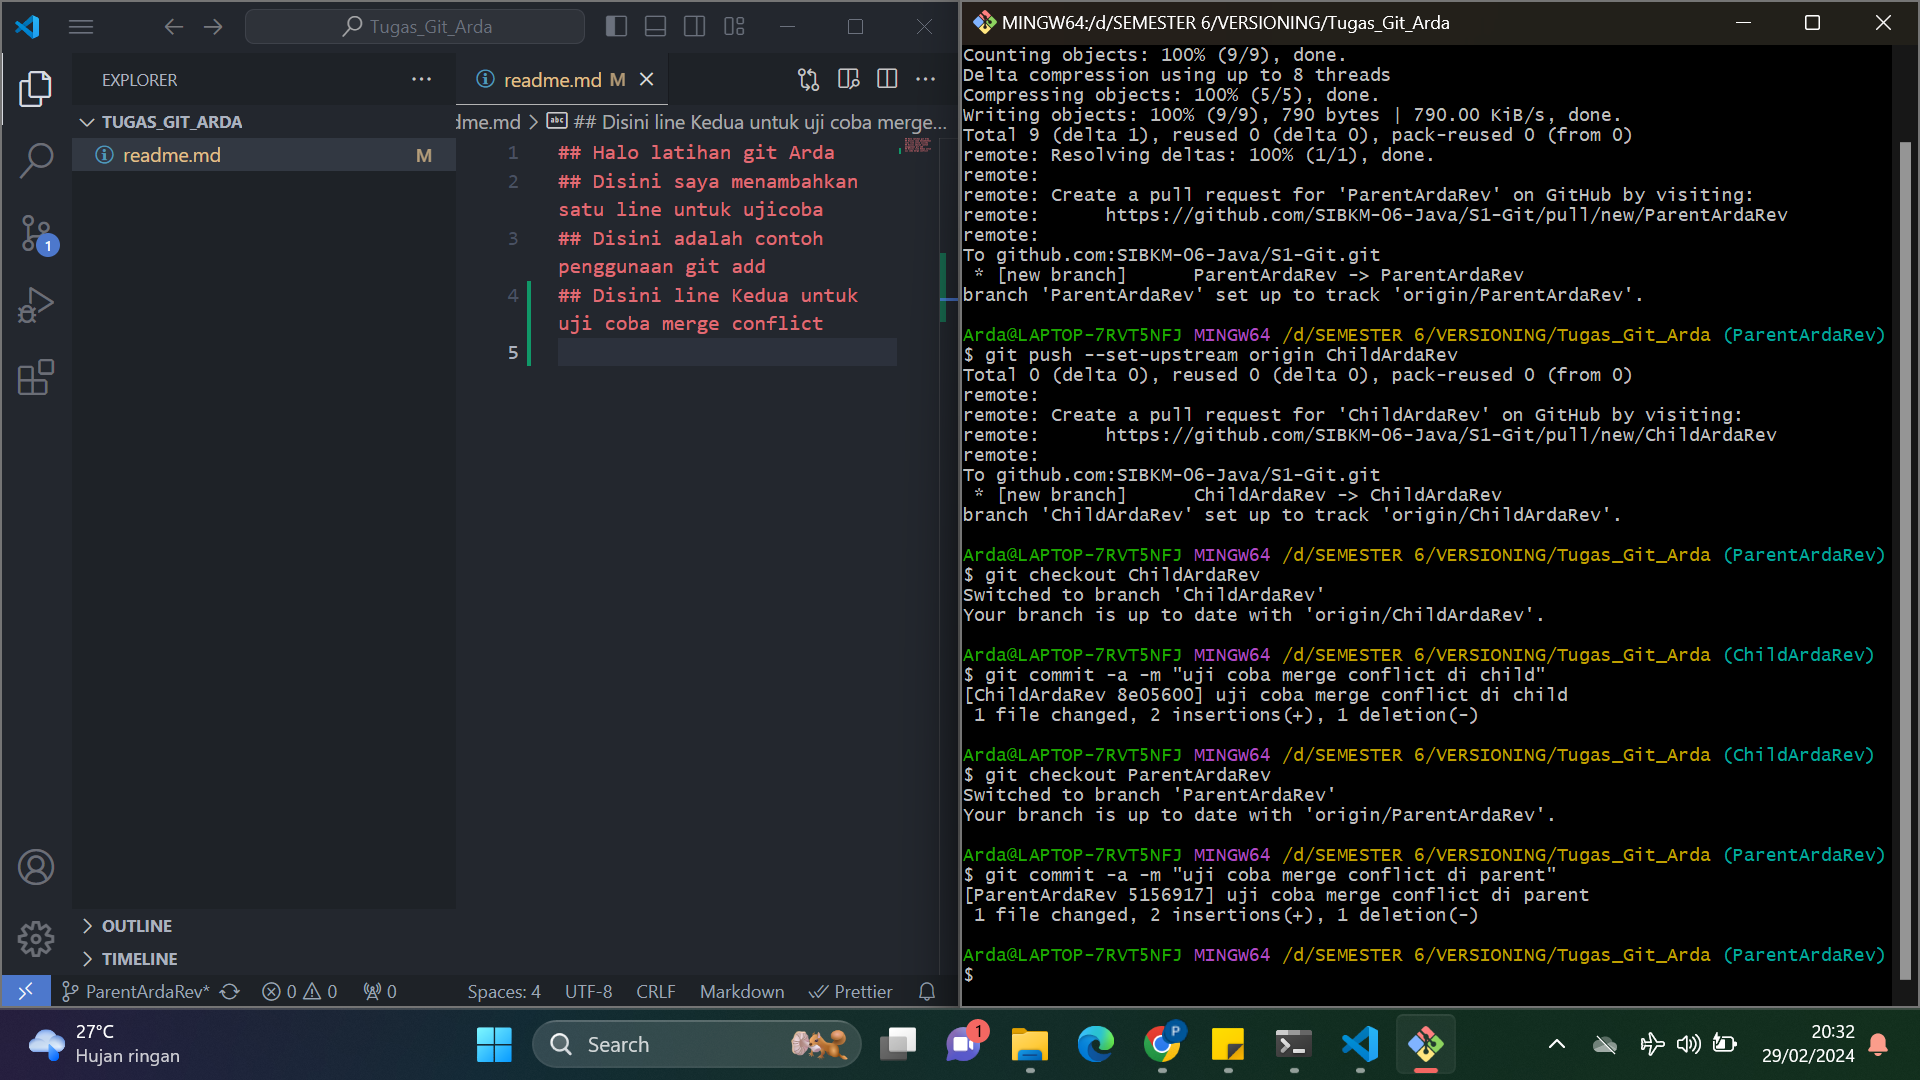 Tugas_Git_Arda
EXPLORER
TUGAS_GIT_ARDA
readme.md M
OUTLINE
TIMELINE
readme.md M
dme.md > ## Disini line Kedua untuk uji coba merge...
1 ## Halo latihan git Arda
2 ## Disini saya menambahkan
satu line untuk ujicoba
3 ## Disini adalah contoh
penggunaan git add
4 ## Disini line Kedua untuk
uji coba merge conflict
5
1
ParentArdaRev* 0 0 0 Spaces: 4 UTF-8 CRLF Markdown Prettier
MINGW64:/d/SEMESTER 6/VERSIONING/Tugas_Git_Arda
Counting objects: 100% (9/9), done.
Delta compression using up to 8 threads
Compressing objects: 100% (5/5), done.
Writing objects: 100% (9/9), 790 bytes | 790.00 KiB/s, done.
Total 9 (delta 1), reused 0 (delta 0), pack-reused 0 (from 0)
remote: Resolving deltas: 100% (1/1), done.
remote:
remote: Create a pull request for 'ParentArdaRev' on GitHub by visiting:
remote:      https://github.com/SIBKM-06-Java/S1-Git/pull/new/ParentArdaRev
remote:
To github.com:SIBKM-06-Java/S1-Git.git
 * [new branch]      ParentArdaRev -> ParentArdaRev
branch 'ParentArdaRev' set up to track 'origin/ParentArdaRev'.
Arda@LAPTOP-7RVT5NFJ MINGW64 /d/SEMESTER 6/VERSIONING/Tugas_Git_Arda (ParentArdaRev)
$ git push --set-upstream origin ChildArdaRev
Total 0 (delta 0), reused 0 (delta 0), pack-reused 0 (from 0)
remote:
remote: Create a pull request for 'ChildArdaRev' on GitHub by visiting:
remote:      https://github.com/SIBKM-06-Java/S1-Git/pull/new/ChildArdaRev
remote:
To github.com:SIBKM-06-Java/S1-Git.git
 * [new branch]      ChildArdaRev -> ChildArdaRev
branch 'ChildArdaRev' set up to track 'origin/ChildArdaRev'.
Arda@LAPTOP-7RVT5NFJ MINGW64 /d/SEMESTER 6/VERSIONING/Tugas_Git_Arda (ParentArdaRev)
$ git checkout ChildArdaRev
Switched to branch 'ChildArdaRev'
Your branch is up to date with 'origin/ChildArdaRev'.
Arda@LAPTOP-7RVT5NFJ MINGW64 /d/SEMESTER 6/VERSIONING/Tugas_Git_Arda (ChildArdaRev)
$ git commit -a -m "uji coba merge conflict di child"
[ChildArdaRev 8e05600] uji coba merge conflict di child
 1 file changed, 2 insertions(+), 1 deletion(-)
Arda@LAPTOP-7RVT5NFJ MINGW64 /d/SEMESTER 6/VERSIONING/Tugas_Git_Arda (ChildArdaRev)
$ git checkout ParentArdaRev
Switched to branch 'ParentArdaRev'
Your branch is up to date with 'origin/ParentArdaRev'.
Arda@LAPTOP-7RVT5NFJ MINGW64 /d/SEMESTER 6/VERSIONING/Tugas_Git_Arda (ParentArdaRev)
$ git commit -a -m "uji coba merge conflict di parent"
[ParentArdaRev 5156917] uji coba merge conflict di parent
 1 file changed, 2 insertions(+), 1 deletion(-)
Arda@LAPTOP-7RVT5NFJ MINGW64 /d/SEMESTER 6/VERSIONING/Tugas_Git_Arda (ParentArdaRev)
$
27°C
Hujan ringan
Search
1
P
20:32
29/02/2024